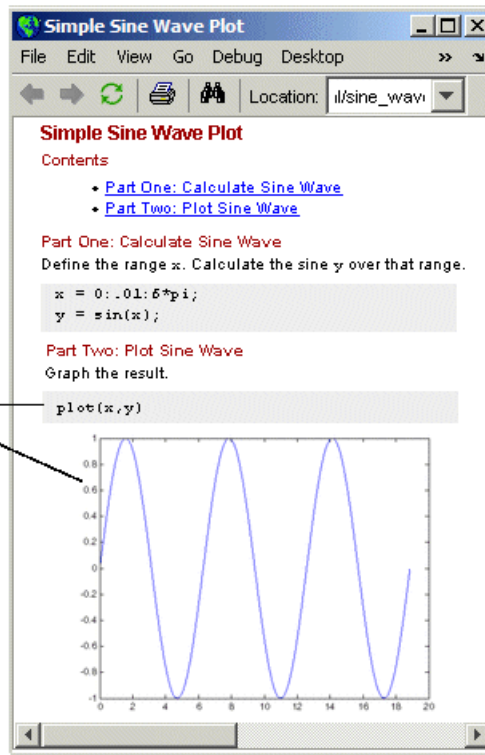 Simple Sine Wave Plot
File Edit View Go Debug Desktop »
Location: il/sine_wav
Simple Sine Wave Plot
Contents
• Part One: Calculate Sine Wave
• Part Two: Plot Sine Wave
Part One: Calculate Sine Wave
Define the range x. Calculate the sine y over that range.
x = 0:.01:6*pi;
y = sin(x);
Part Two: Plot Sine Wave
Graph the result.
plot(x,y)
1
0.8
0.6
0.4
0.2
0
-0.2
-0.4
-0.6
-0.8
-1
0 2 4 6 8 10 12 14 16 18 20